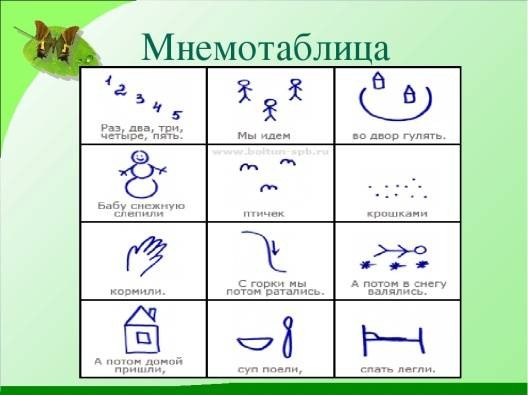 Мнемотаблица
1 2 3 4 5
Раз, два, три,
четыре, пять.
Мы идем
во двор гулять.
www.boltun-spb.ru
Бабу снежную
слепили
птичек
крошками
кормили.
С горки мы
потом ратались.
А потом в снегу
валялись.
А потом домой
пришли,
суп поели,
спать легли.